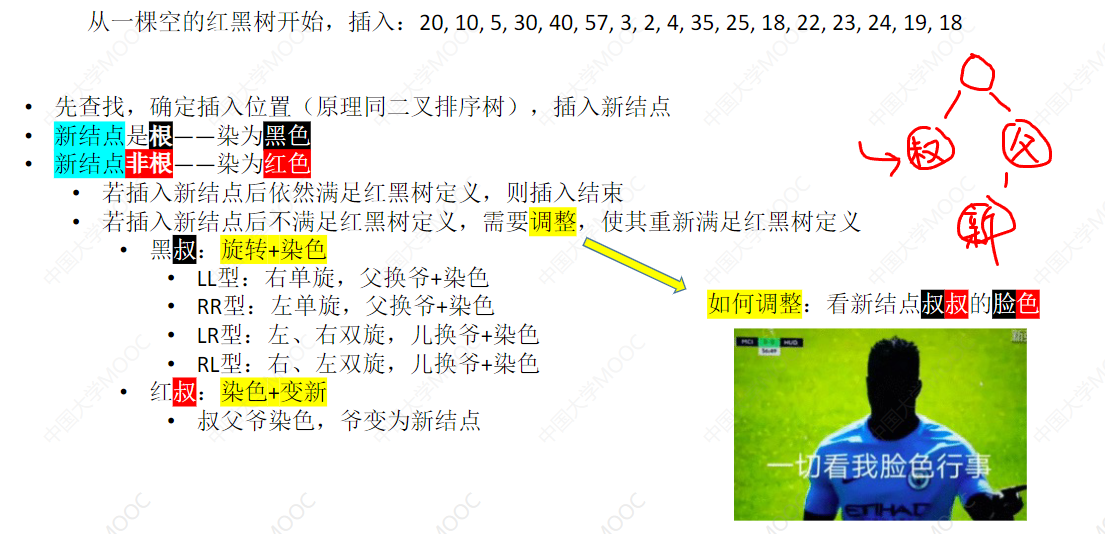 从一棵空的红黑树开始，插入：20, 10, 5, 30, 40, 57, 3, 2, 4, 35, 25, 18, 22, 23, 24, 19, 18
• 先查找，确定插入位置（原理同二叉排序树），插入新结点
• 新结点是根——染为黑色
• 新结点非根——染为红色
• 若插入新结点后依然满足红黑树定义，则插入结束
• 若插入新结点后不满足红黑树定义，需要调整，使其重新满足红黑树定义
• 黑叔：旋转+染色
• LL型：右单旋，父换爷+染色
• RR型：左单旋，父换爷+染色
• LR型：左、右双旋，儿换爷+染色
• RL型：右、左双旋，儿换爷+染色
• 红叔：染色+变新
• 叔父爷染色，爷变为新结点
叔
父
新
如何调整：看新结点叔叔的脸色
MCI
HUD
一切看我脸色行事
ETIHAD
中国大学MOOC